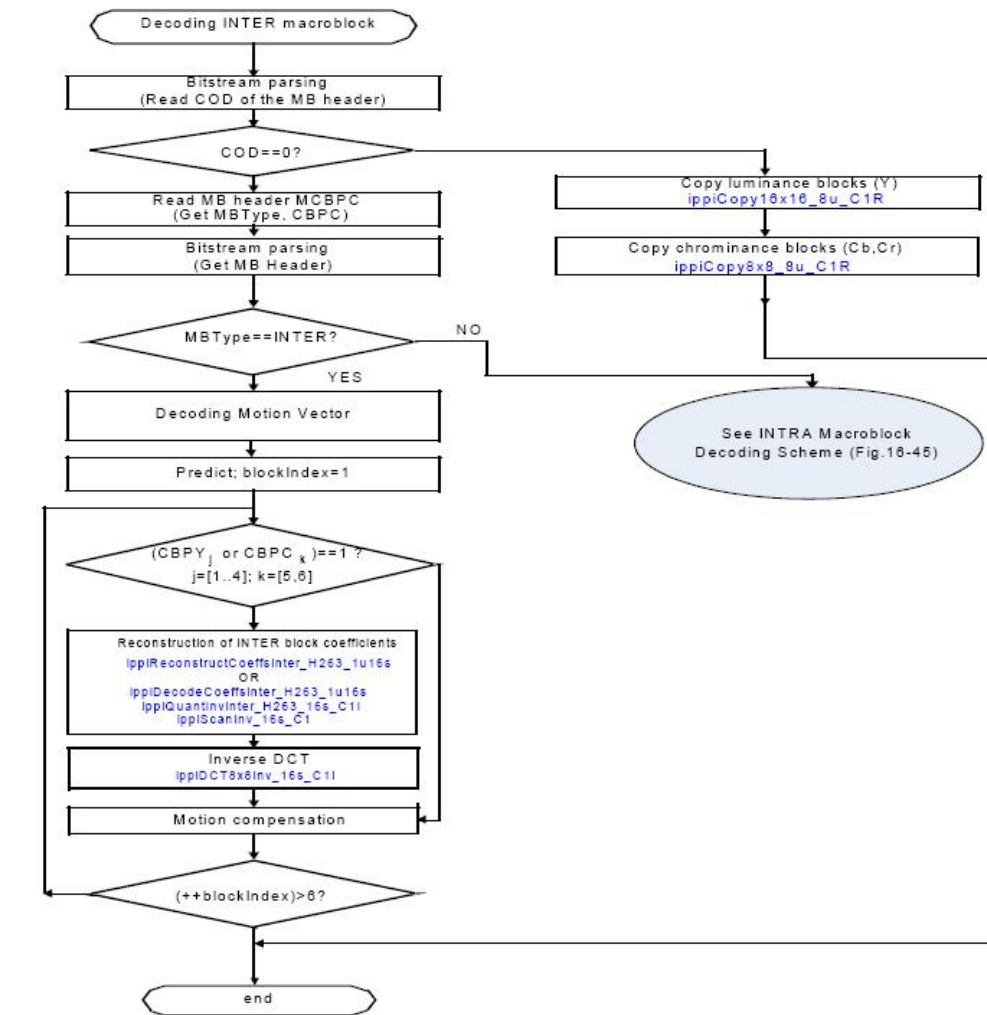 Decoding INTER macroblock
Bitstream parsing
(Read COD of the MB header)
COD==0?
Read MB header MCBPC
(Get MBType, CBPC)
Copy luminance blocks (Y)
ippiCopy16x16_8u_C1R
Bitstream parsing
(Get MB Header)
Copy chrominance blocks (Cb,Cr)
ippiCopy8x8_8u_C1R
MBType==INTER?
NO
YES
Decoding Motion Vector
See INTRA Macroblock
Decoding Scheme (Fig.16-45)
Predict; blockIndex=1
(CBPY j or CBPC k )==1 ?
j=[1..4]; k=[5,6]
Reconstruction of INTER block coefficients
ippiReconstructCoeffsInter_H263_1u16s
OR
ippiDecodeCoeffsInter_H263_1u16s
ippiQuantInvInter_H263_16s_C1I
ippiScanInv_16s_C1
Inverse DCT
ippiDCT8x8Inv_16s_C1I
Motion compensation
(++blockIndex)>6?
end